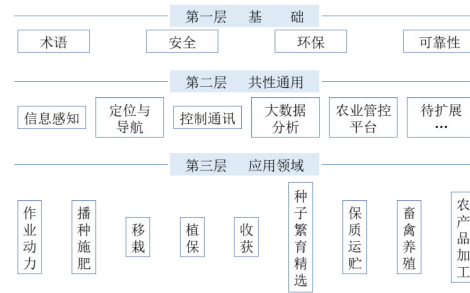 第一层 基 础
术语 安全 环保 可靠性
第二层 共性通用
信息感知 定位与导航 控制通讯 大数据分析 农业管控平台 待扩展…
第三层 应用领域
作业动力 播种施肥 移栽 植保 收获 种子繁育精选 保质运贮 畜禽养殖 农产品加工